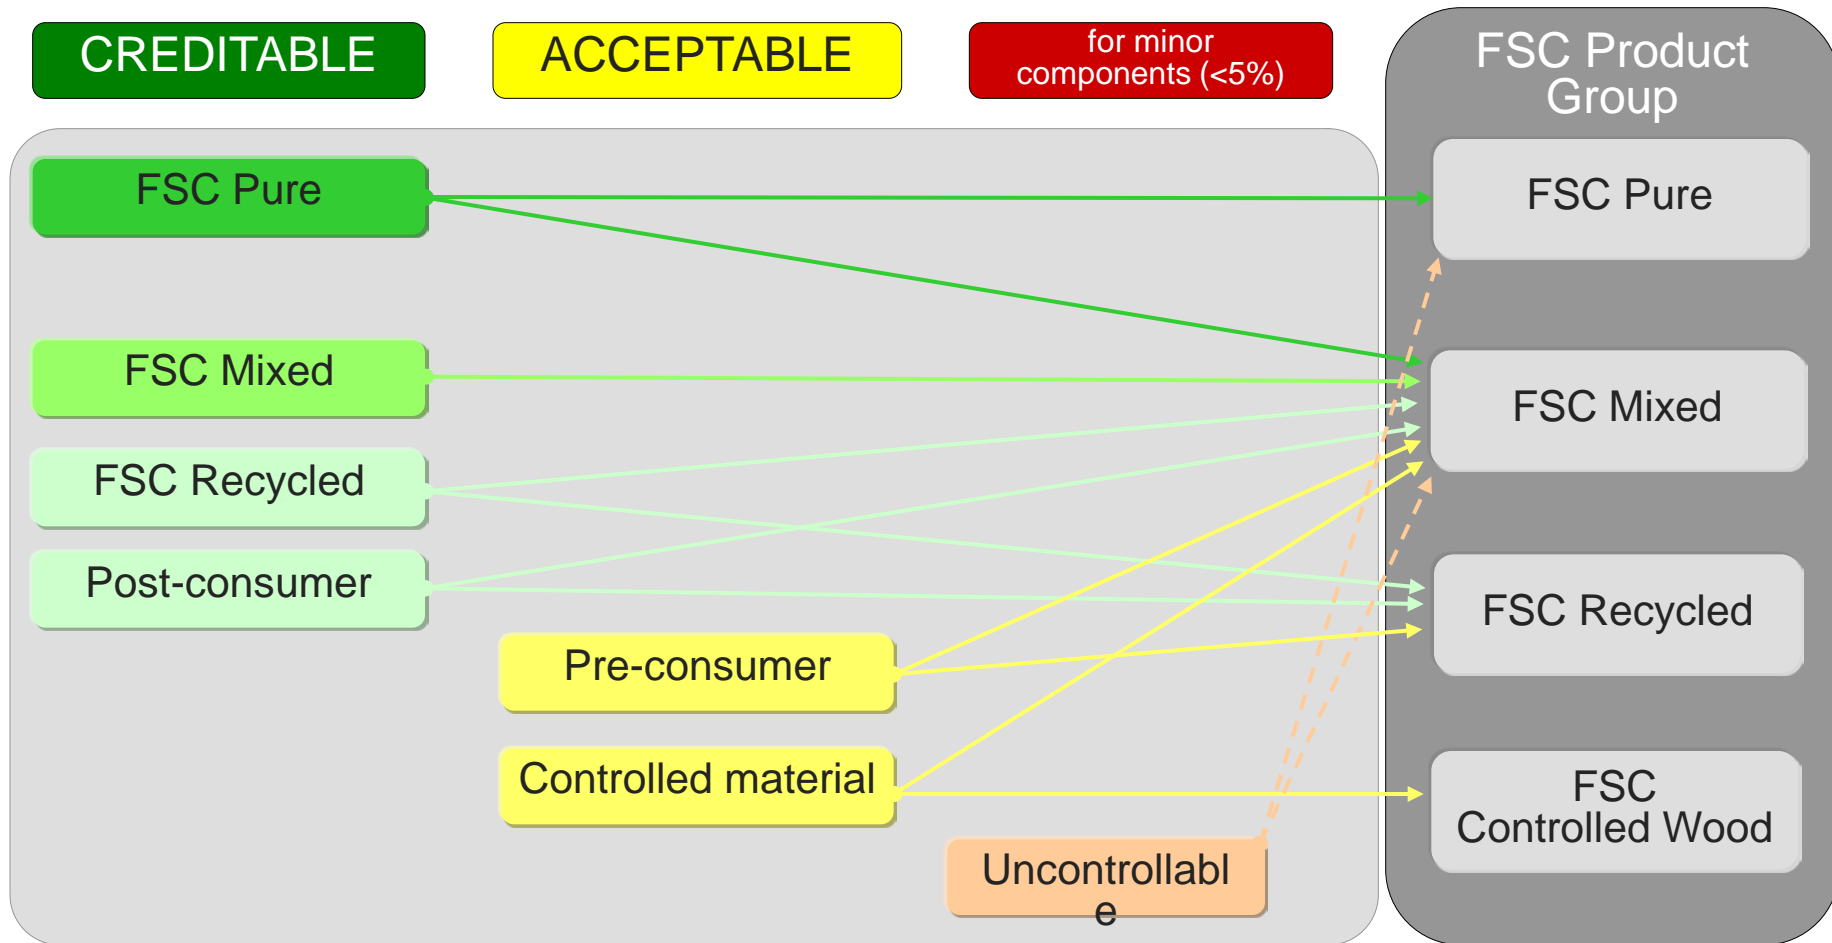 CREDITABLE
ACCEPTABLE
for minor
components (<5%)
FSC Product
Group
FSC Pure
FSC Pure
FSC Mixed
FSC Mixed
FSC Recycled
Post-consumer
FSC Recycled
Pre-consumer
Controlled material
FSC
Controlled Wood
Uncontrollabl
e